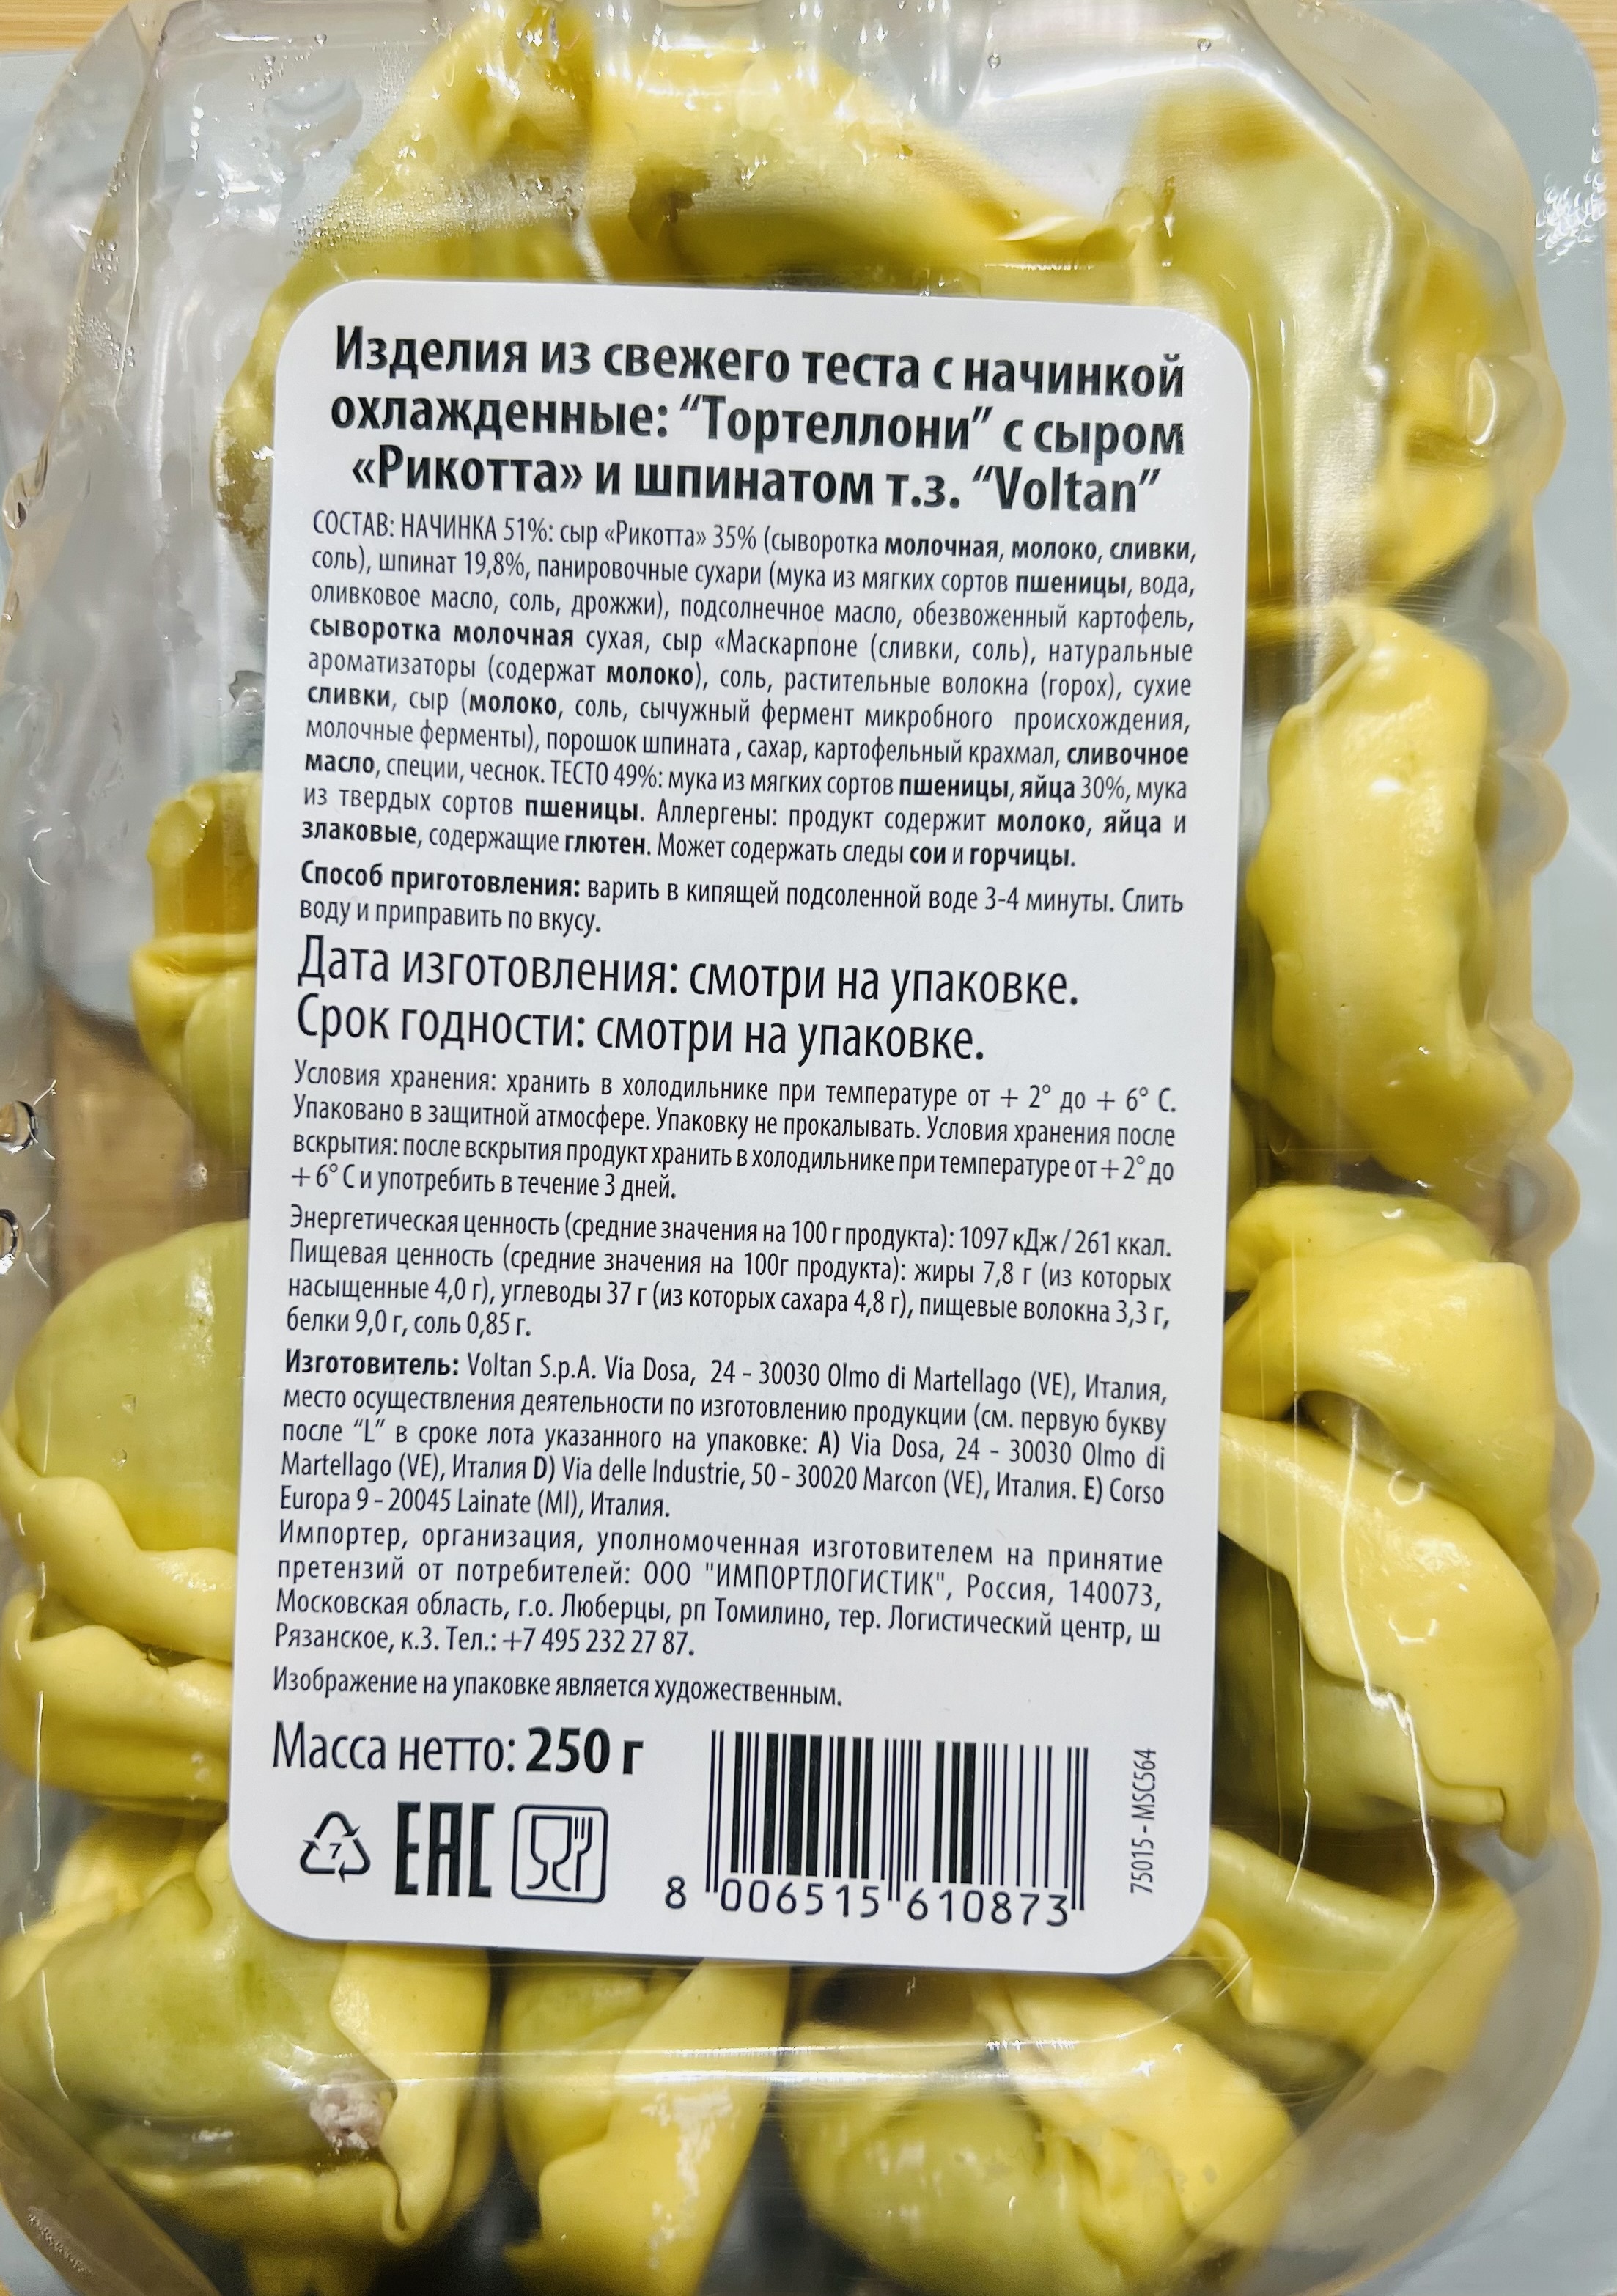 Изделия из свежего теста с начинкой
охлажденные: “Тортеллони” с сыром
«Рикотта» и шпинатом т.з. “Voltan”
СОСТАВ: НАЧИНКА 51%: сыр «Рикотта» 35% (сыворотка молочная, молоко, сливки,
соль), шпинат 19,8%, панировочные сухари (мука из мягких сортов пшеницы, вода,
оливковое масло, соль, дрожжи), подсолнечное масло, обезвоженный картофель,
сыворотка молочная сухая, сыр «Маскарпоне (сливки, соль), натуральные
ароматизаторы (содержат молоко), соль, растительные волокна (горох), сухие
сливки, сыр (молоко, соль, сычужный фермент микробного происхождения,
молочные ферменты), порошок шпината , сахар, картофельный крахмал, сливочное
масло, специи, чеснок. ТЕСТО 49%: мука из мягких сортов пшеницы, яйца 30%, мука
из твердых сортов пшеницы. Аллергены: продукт содержит молоко, яйца и
злаковые, содержащие глютен. Может содержать следы сои и горчицы.
Способ приготовления: варить в кипящей подсоленной воде 3-4 минуты. Слить
воду и приправить по вкусу.
Дата изготовления: смотри на упаковке.
Срок годности: смотри на упаковке.
Условия хранения: хранить в холодильнике при температуре от + 2° до + 6° С.
Упаковано в защитной атмосфере. Упаковку не прокалывать. Условия хранения после
вскрытия: после вскрытия продукт хранить в холодильнике при температуре от + 2° до
+ 6° С и употребить в течение 3 дней.
Энергетическая ценность (средние значения на 100 г продукта): 1097 кДж / 261 ккал.
Пищевая ценность (средние значения на 100г продукта): жиры 7,8 г (из которых
насыщенные 4,0 г), углеводы 37 г (из которых сахара 4,8 г), пищевые волокна 3,3 г,
белки 9,0 г, соль 0,85 г.
Изготовитель: Voltan S.p.A. Via Dosa, 24 - 30030 Olmo di Martellago (VE), Италия,
место осуществления деятельности по изготовлению продукции (см. первую букву
после “L” в сроке лота указанного на упаковке: A) Via Dosa, 24 - 30030 Olmo di
Martellago (VE), Италия D) Via delle Industrie, 50 - 30020 Marcon (VE), Италия. E) Corso
Europa 9 - 20045 Lainate (MI), Италия.
Импортер, организация, уполномоченная изготовителем на принятие
претензий от потребителей: ООО "ИМПОРТЛОГИСТИК", Россия, 140073,
Московская область, г.о. Люберцы, рп Томилино, тер. Логистический центр, ш
Рязанское, к.3. Тел.: +7 495 232 27 87.
Изображение на упаковке является художественным.
Масса нетто: 250 г
7 EAC
8 006515 610873
75015 - MSC564